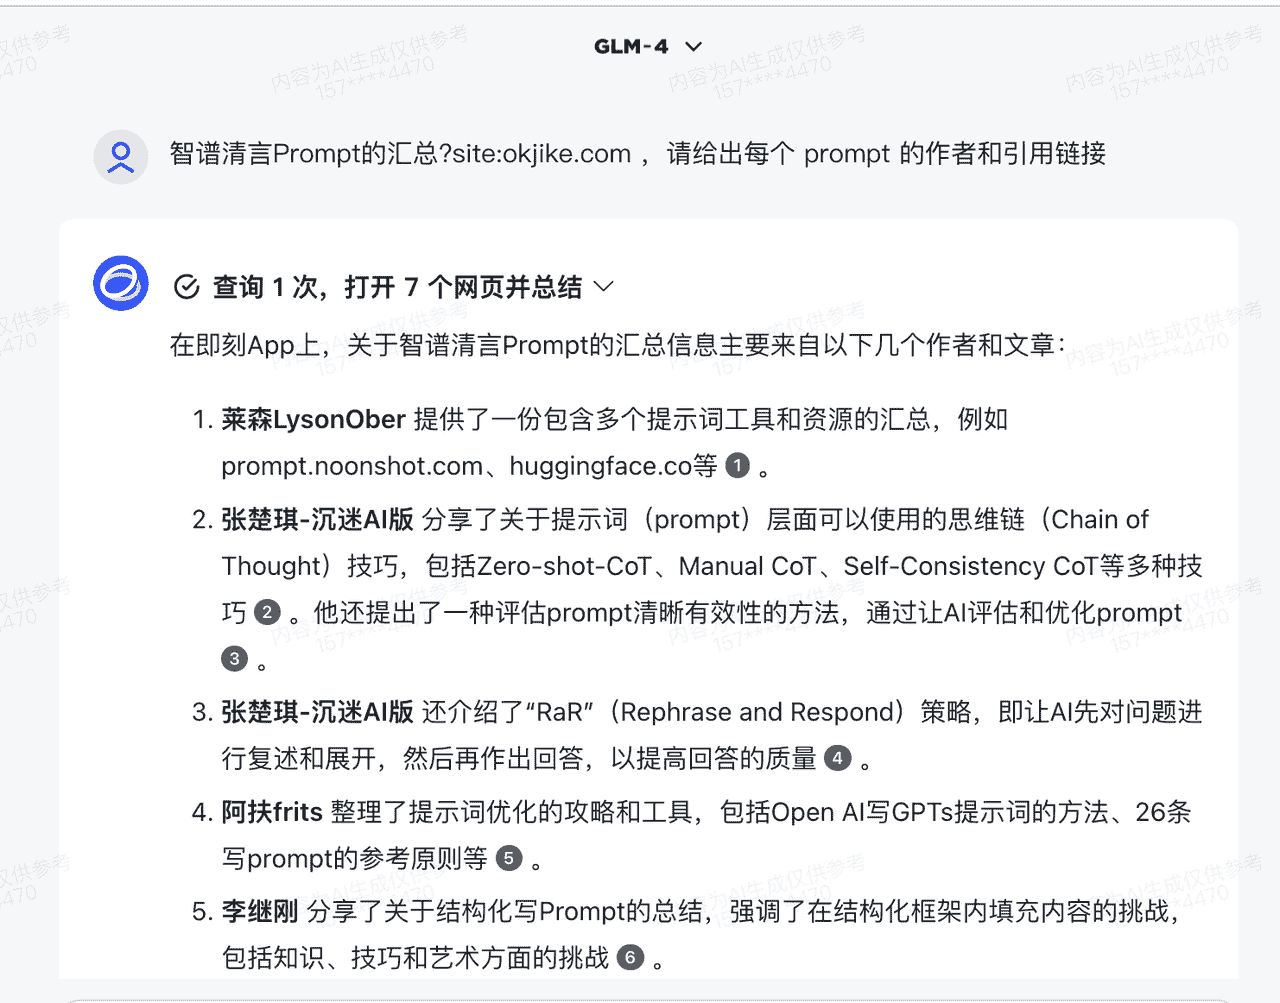 GLM-4
智谱清言Prompt的汇总?site:okjike.com ，请给出每个 prompt 的作者和引用链接
查询 1 次，打开 7 个网页并总结
在即刻App上，关于智谱清言Prompt的汇总信息主要来自以下几个作者和文章：
1. 莱森LysonOber 提供了一份包含多个提示词工具和资源的汇总，例如
prompt.noonshot.com、huggingface.co等 1 。
2. 张楚琪-沉迷AI版 分享了关于提示词（prompt）层面可以使用的思维链（Chain of
Thought）技巧，包括Zero-shot-CoT、Manual CoT、Self-Consistency CoT等多种技
巧 2 。他还提出了一种评估prompt清晰有效性的方法，通过让AI评估和优化prompt
3 。
3. 张楚琪-沉迷AI版 还介绍了“RaR”（Rephrase and Respond）策略，即让AI先对问题进
行复述和展开，然后再作出回答，以提高回答的质量 4 。
4. 阿扶frits 整理了提示词优化的攻略和工具，包括Open AI写GPTs提示词的方法、26条
写prompt的参考原则等 5 。
5. 李继刚 分享了关于结构化写Prompt的总结，强调了在结构化框架内填充内容的挑战，
包括知识、技巧和艺术方面的挑战 6 。
内容为AI生成仅供参考
157****4470